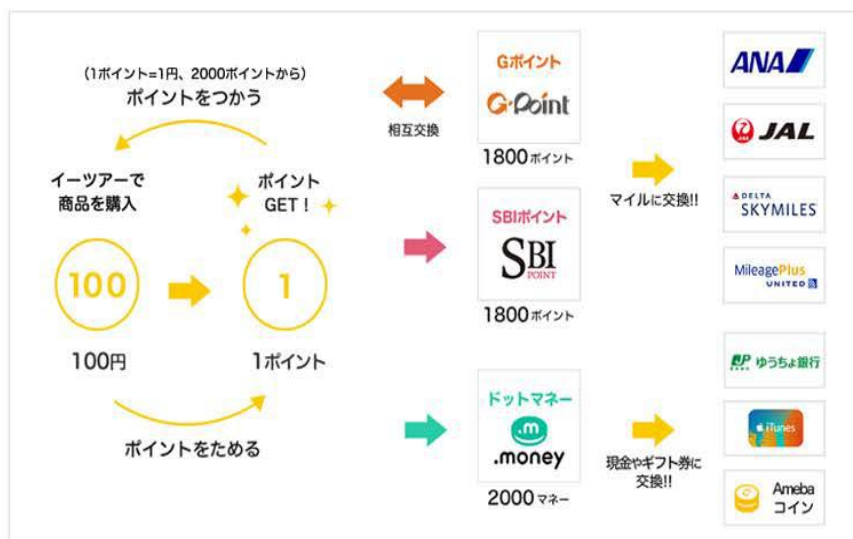 （1ポイント=1円、2000ポイントから）
ポイントをつかう
イーツアーで
商品を購入
ポイント
GET！
100
1
100円
1ポイント
ポイントをためる
相互交換
Gポイント
G・Point
1800ポイント
SBIポイント
SBI
POINT
1800ポイント
ドットマネー
.m
.money
2000マネー
マイルに交換!!
現金やギフト券に
交換!!
ANA
JAL
DELTA
SKYMILES
MileagePlus
UNITED
ゆうちょ銀行
iTunes
Ameba
コイン